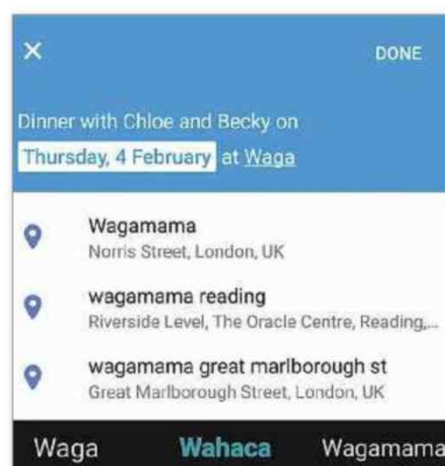 × DONE
Dinner with Chloe and Becky on
Thursday, 4 February at Waga
Wagamama
Norris Street, London, UK
wagamama reading
Riverside Level, The Oracle Centre, Reading,...
wagamama great marlborough st
Great Marlborough Street, London, UK
Waga Wahaca Wagamama